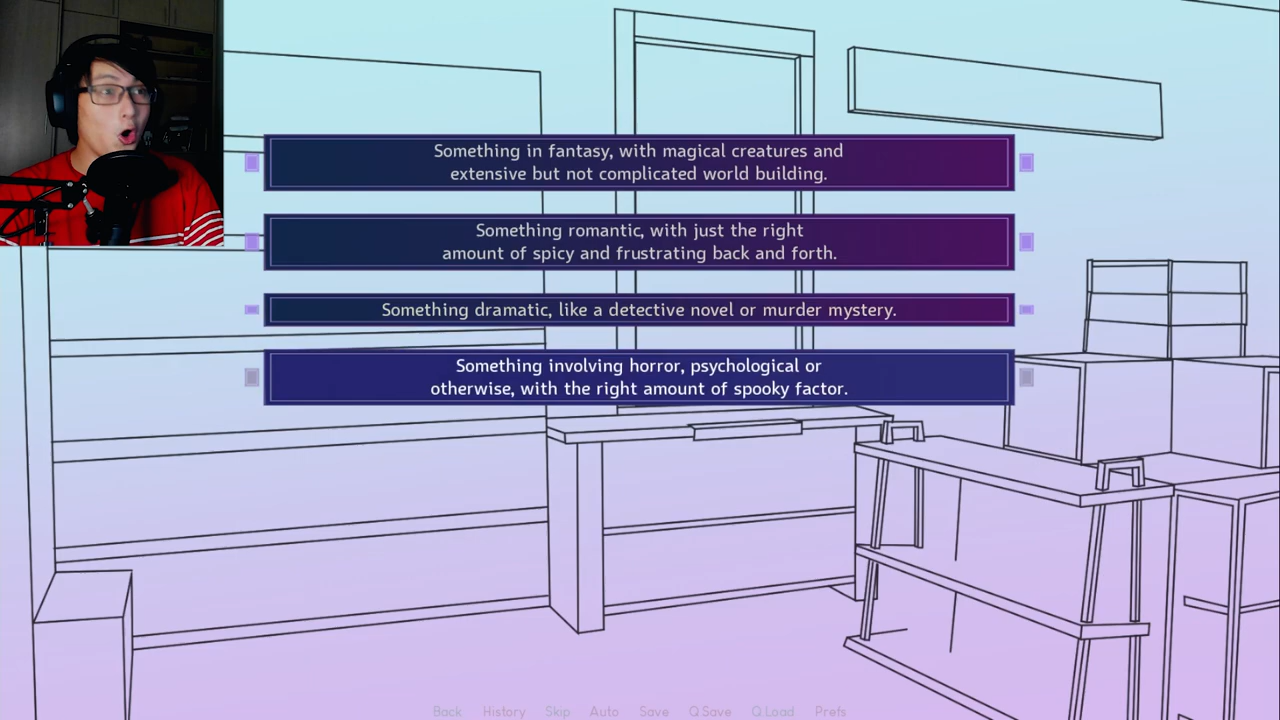 Something in fantasy, with magical creatures and
extensive but not complicated world building.
Something romantic, with just the right
amount of spicy and frustrating back and forth.
Something dramatic, like a detective novel or murder mystery.
Something involving horror, psychological or
otherwise, with the right amount of spooky factor.
Back History Skip Auto Save Q.Save Q.Load Prefs